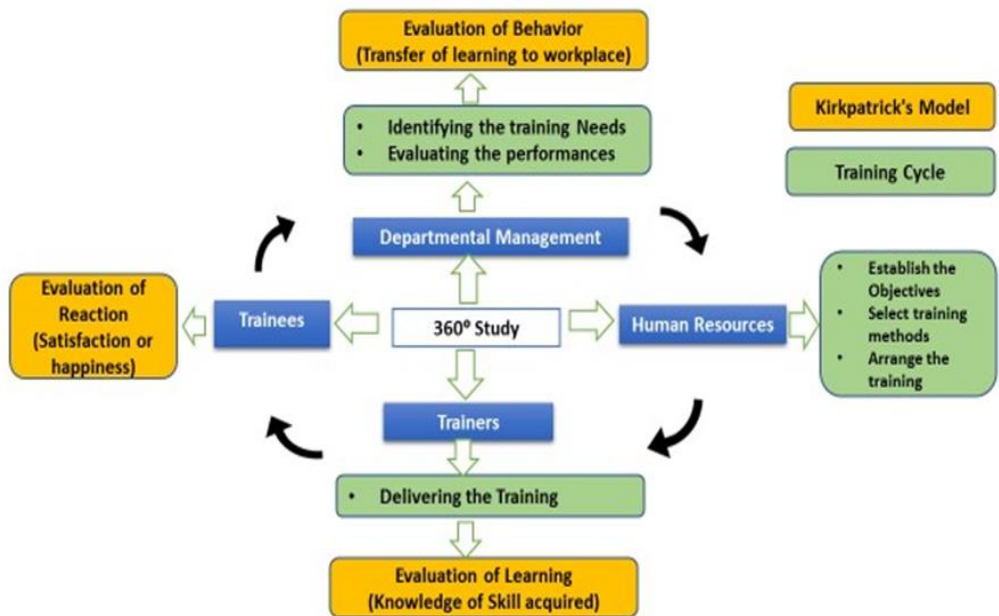 Evaluation of Behavior
(Transfer of learning to workplace)
• Identifying the training Needs
• Evaluating the performances
Kirkpatrick's Model
Training Cycle
Departmental Management
Evaluation of
Reaction
(Satisfaction or
happiness)
Trainees
360⁰ Study
Human Resources
• Establish the
Objectives
• Select training
methods
• Arrange the
training
Trainers
• Delivering the Training
Evaluation of Learning
(Knowledge of Skill acquired)